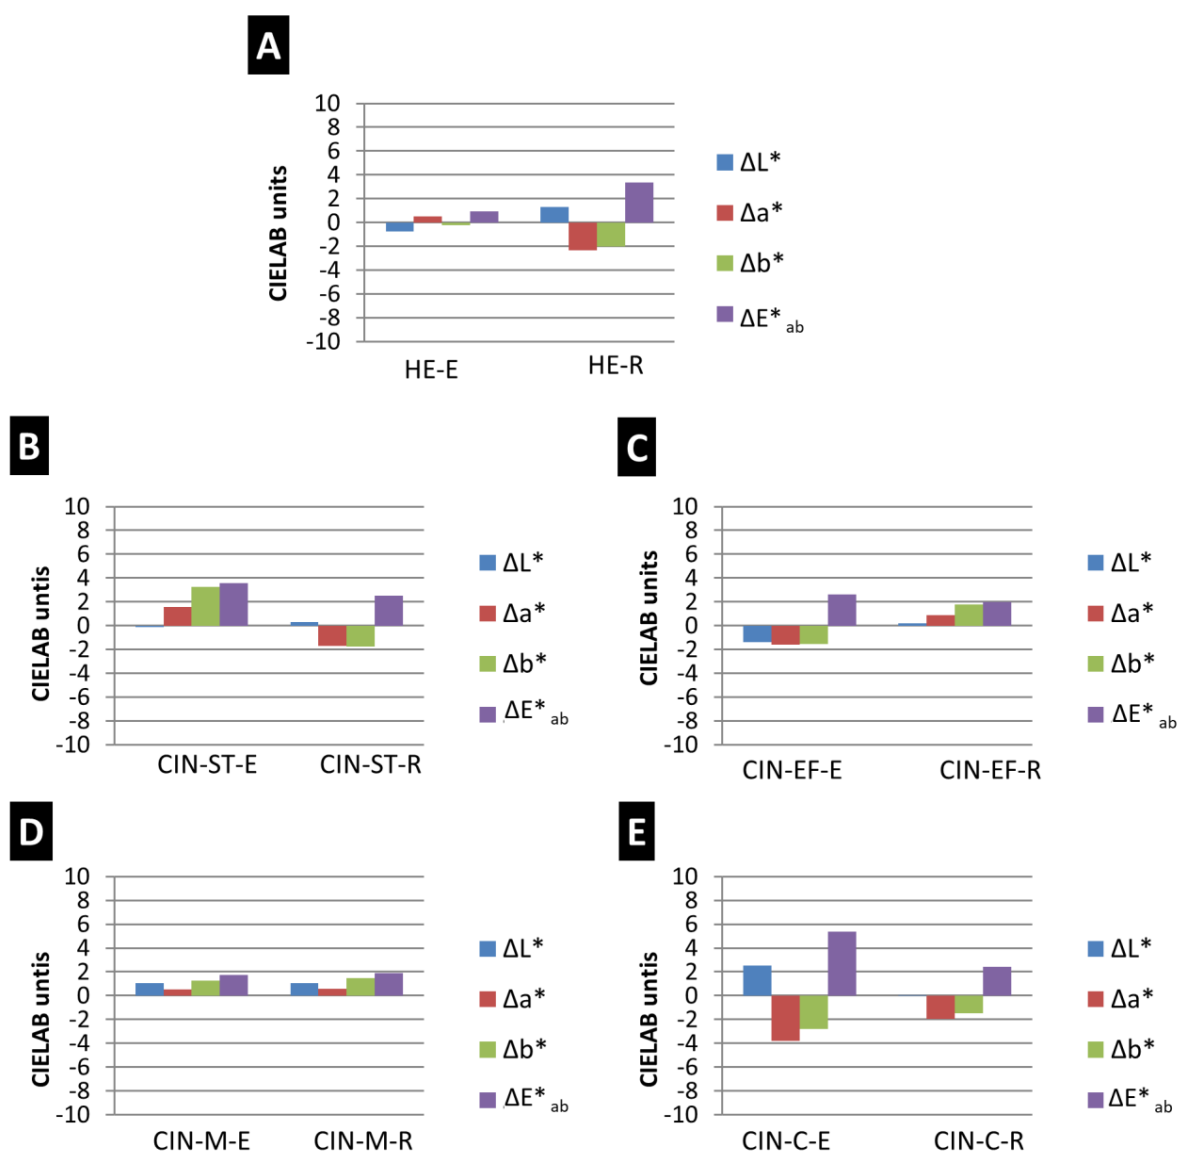 A
10
8
6
4
2
0
-2
-4
-6
-8
-10
CIELAB units
HE-E HE-R
ΔL*
Δa*
Δb*
ΔE* ab
B
10
8
6
4
2
0
-2
-4
-6
-8
-10
CIELAB untis
CIN-ST-E CIN-ST-R
ΔL*
Δa*
Δb*
ΔE* ab
C
10
8
6
4
2
0
-2
-4
-6
-8
-10
CIELAB units
CIN-EF-E CIN-EF-R
ΔL*
Δa*
Δb*
ΔE* ab
D
10
8
6
4
2
0
-2
-4
-6
-8
-10
CIELAB untis
CIN-M-E CIN-M-R
ΔL*
Δa*
Δb*
ΔE* ab
E
10
8
6
4
2
0
-2
-4
-6
-8
-10
CIELAB untis
CIN-C-E CIN-C-R
ΔL*
Δa*
Δb*
ΔE* ab